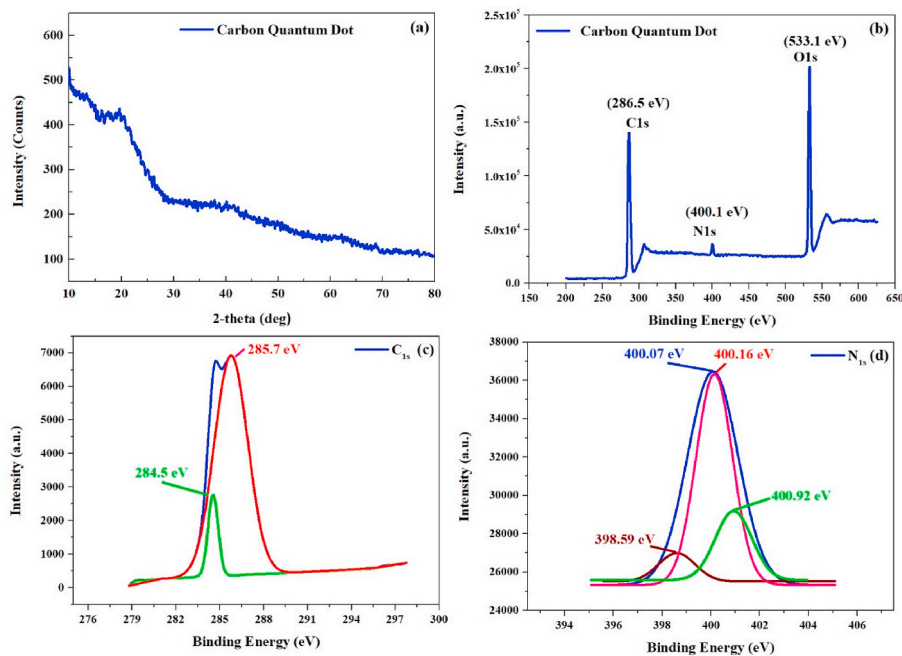 Carbon Quantum Dot (a)
600
500
400
300
200
100
10 20 30 40 50 60 70 80
2-theta (deg)
Intensity (Counts)
Carbon Quantum Dot (b)
(533.1 eV)
O1s
(286.5 eV)
C1s
(400.1 eV)
N1s
2.5x10⁵
2.0x10⁵
1.5x10⁵
1.0x10⁵
5.0x10⁴
0.0
150 200 250 300 350 400 450 500 550 600 650
Binding Energy (eV)
Intensity (a.u.)
C1s (c)
285.7 eV
284.5 eV
7000
6000
5000
4000
3000
2000
1000
0
276 279 282 285 288 291 294 297 300
Binding Energy (eV)
Intensity (a.u.)
N1s (d)
400.07 eV 400.16 eV
400.92 eV
398.59 eV
38000
36000
34000
32000
30000
28000
26000
24000
394 396 398 400 402 404 406
Binding Energy (eV)
Intensity (a.u.)